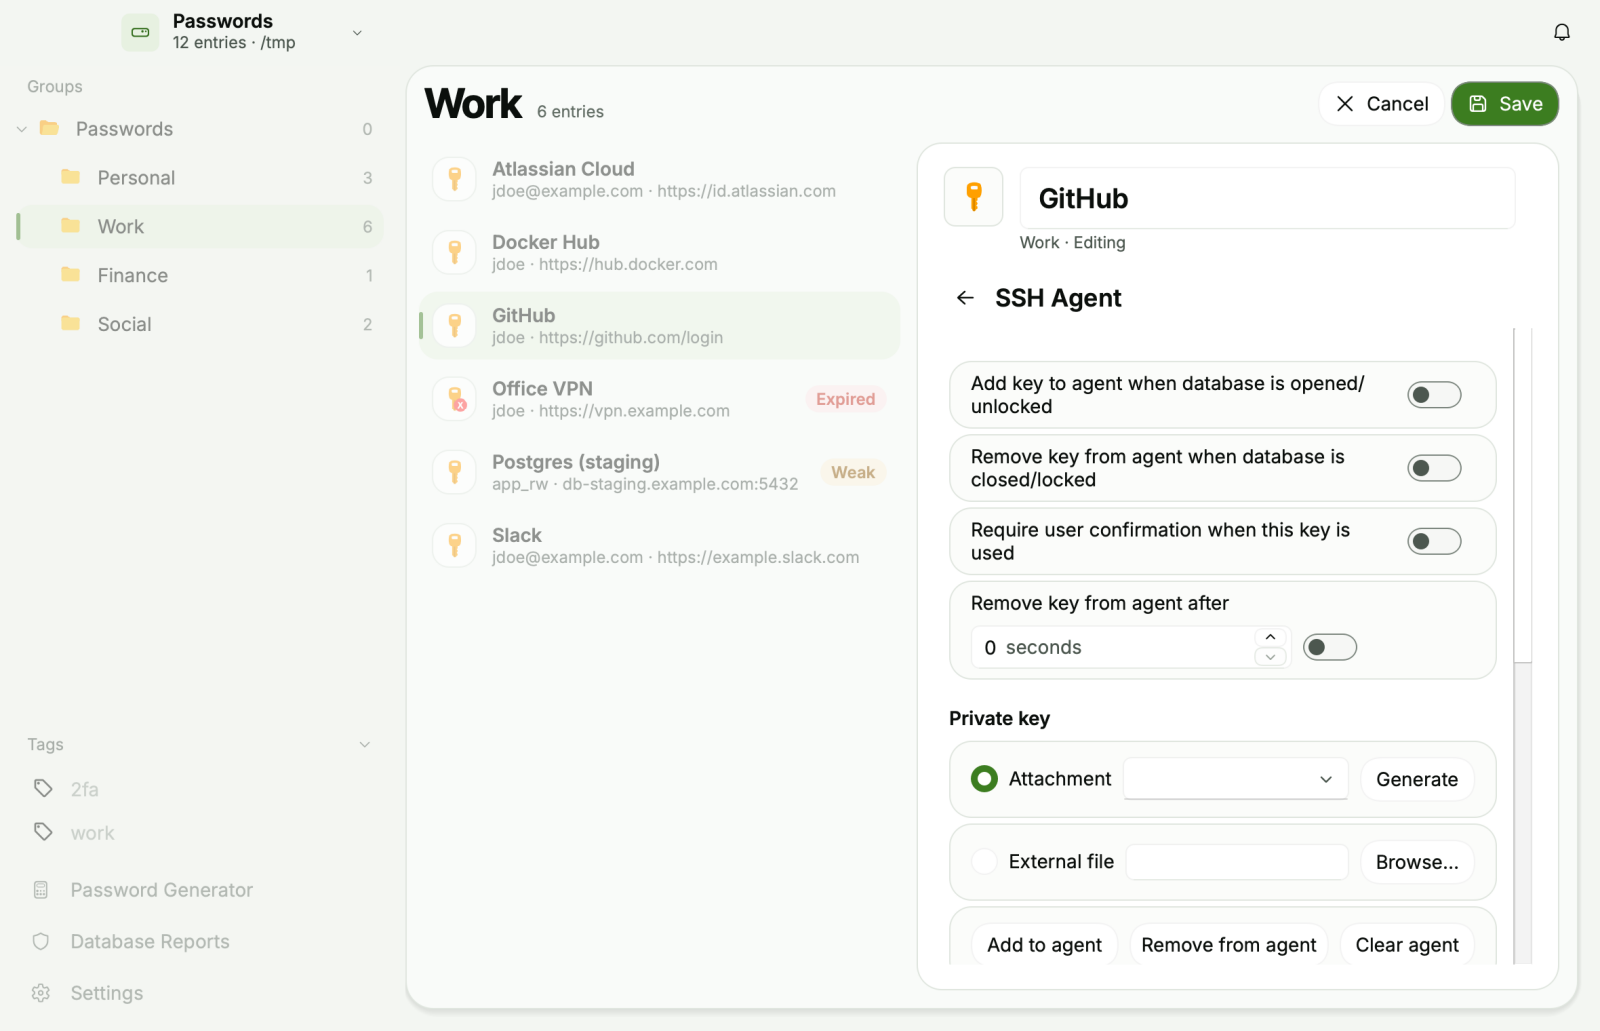 Passwords
12 entries · /tmp
Groups
Passwords 0
Personal 3
Work 6
Finance 1
Social 2
Tags
2fa
work
Password Generator
Database Reports
Settings
Work 6 entries
Cancel
Save
Atlassian Cloud
jdoe@example.com · https://id.atlassian.com
Docker Hub
jdoe · https://hub.docker.com
GitHub
jdoe · https://github.com/login
Office VPN
jdoe · https://vpn.example.com
Expired
Postgres (staging)
app_rw · db-staging.example.com:5432
Weak
Slack
jdoe@example.com · https://example.slack.com
GitHub
Work · Editing
SSH Agent
Add key to agent when database is opened/
unlocked
Remove key from agent when database is
closed/locked
Require user confirmation when this key is
used
Remove key from agent after
0 seconds
Private key
Attachment
Generate
External file
Browse...
Add to agent
Remove from agent
Clear agent